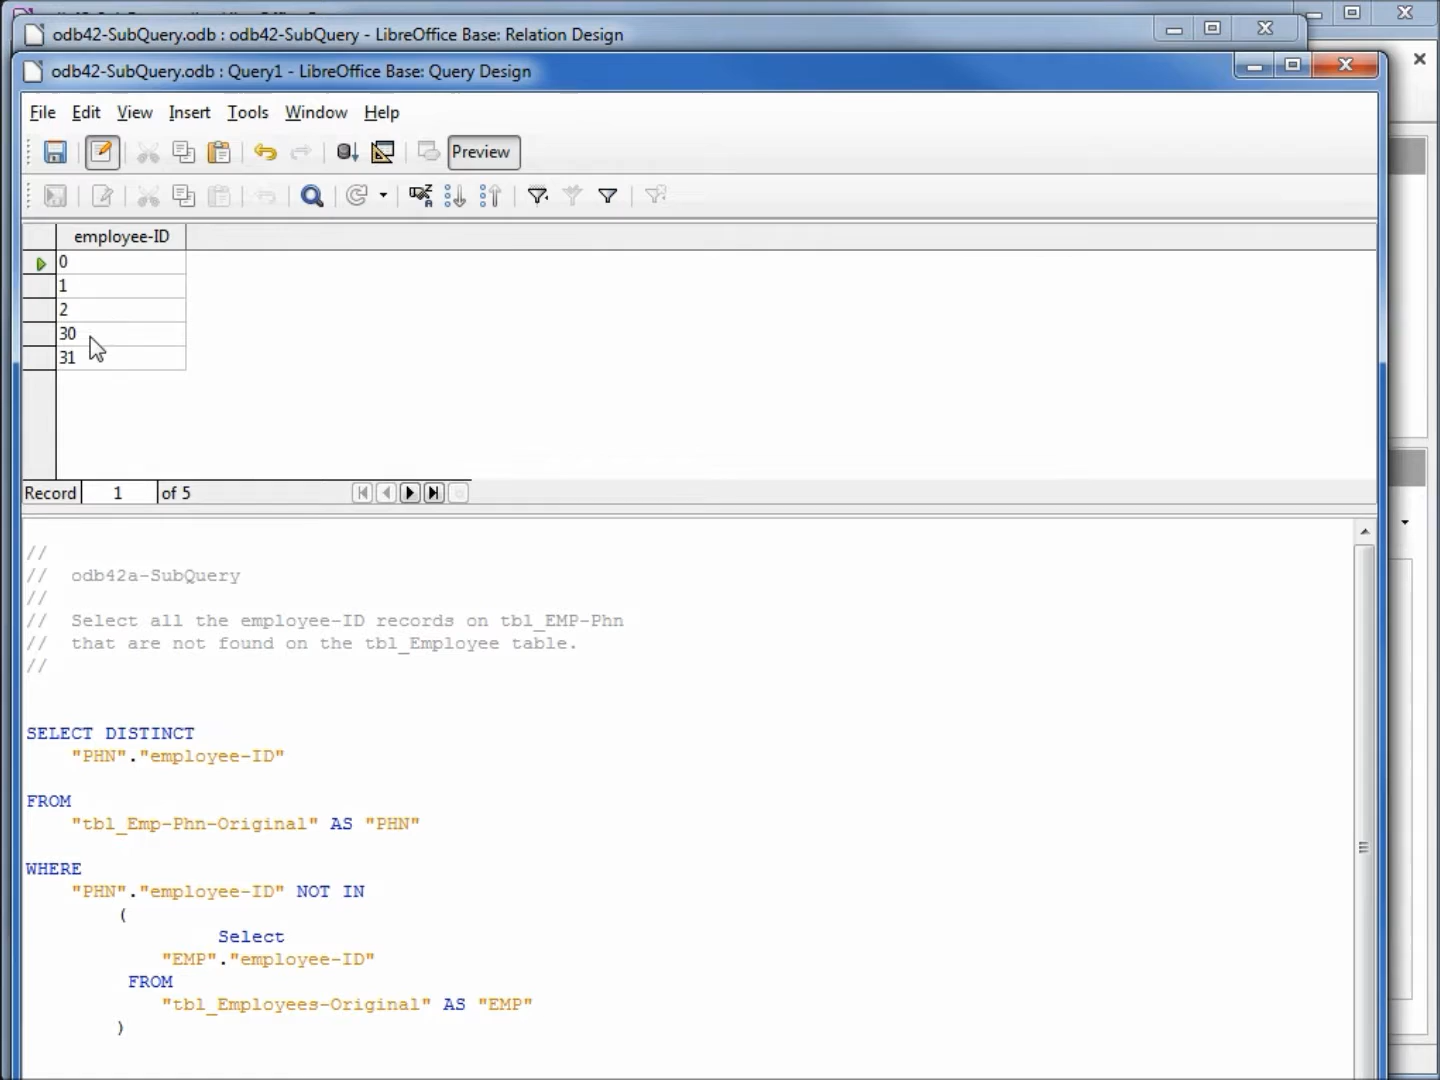 odb42-SubQuery.odb : odb42-SubQuery - LibreOffice Base: Relation Design
odb42-SubQuery.odb : Query1 - LibreOffice Base: Query Design
File Edit View Insert Tools Window Help
Preview
employee-ID
0
1
2
30
31
Record 1 of 5
//
// odb42a-SubQuery
//
// Select all the employee-ID records on tbl_EMP-Phn
// that are not found on the tbl_Employee table.
//
SELECT DISTINCT
"PHN"."employee-ID"
FROM
"tbl_Emp-Phn-Original" AS "PHN"
WHERE
"PHN"."employee-ID" NOT IN
(
Select
"EMP"."employee-ID"
FROM
"tbl_Employees-Original" AS "EMP"
)